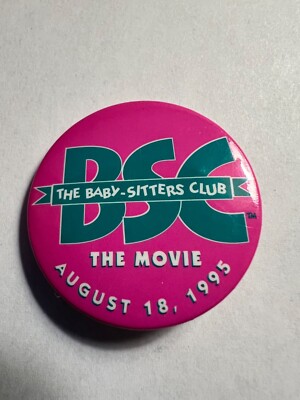 BSC
THE BABY-SITTERS CLUB
TM
THE MOVIE
AUGUST 18, 1995